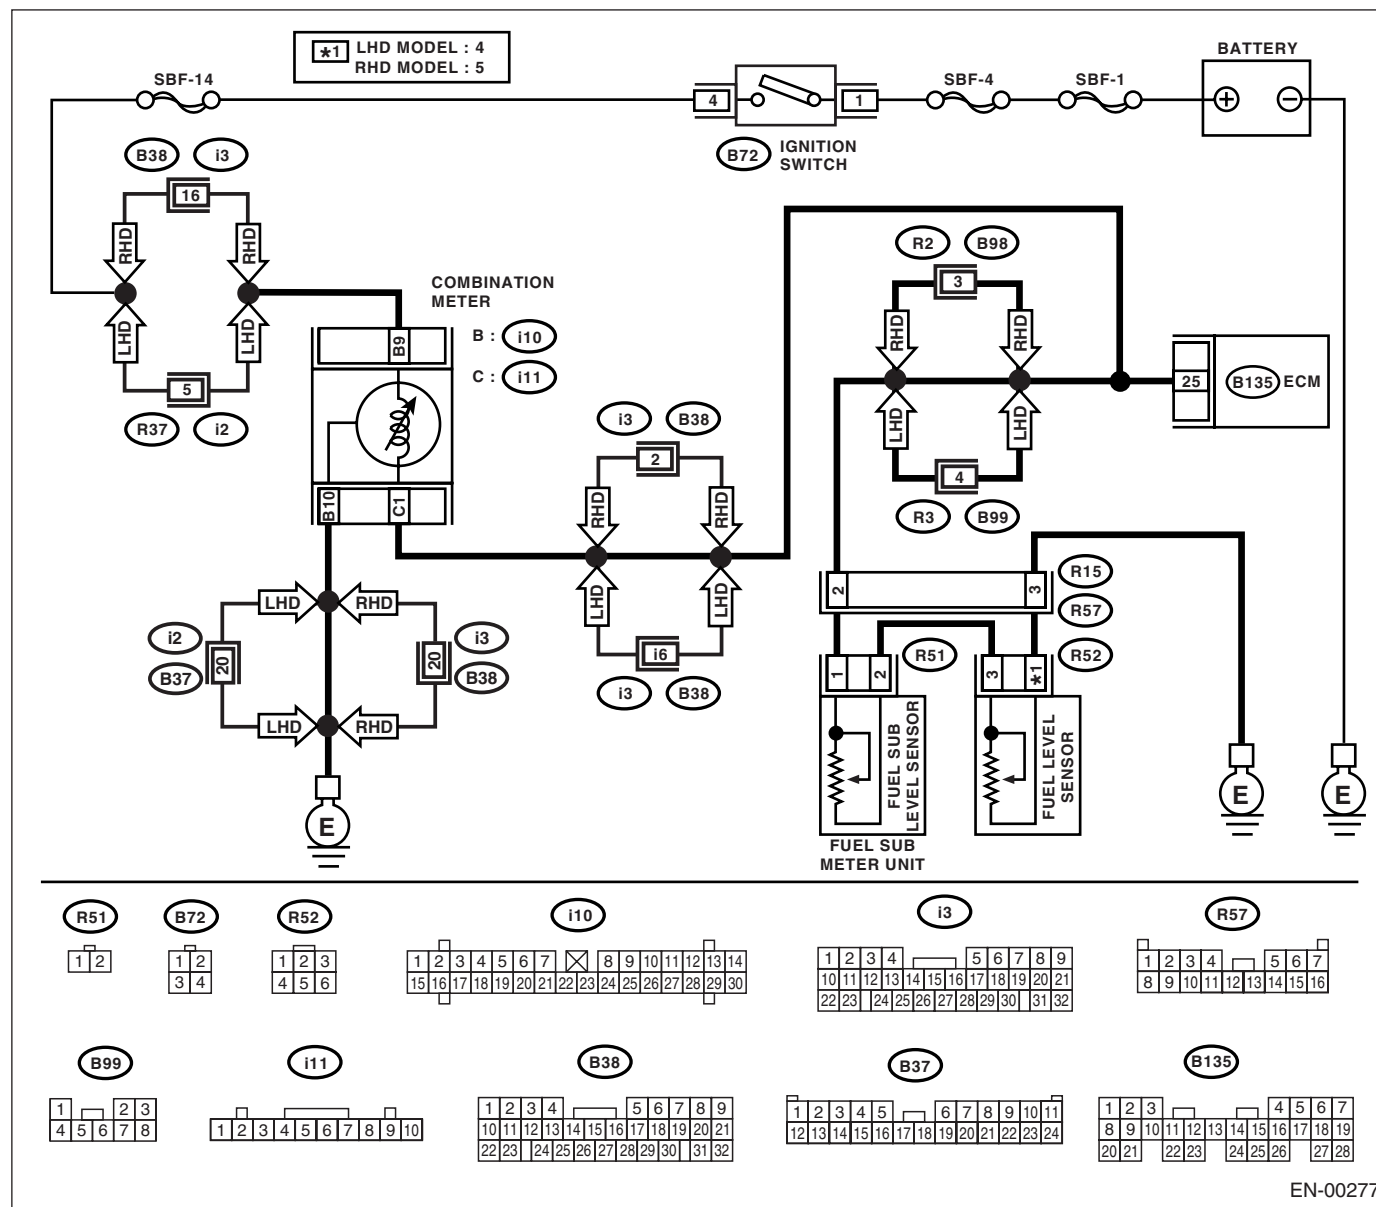 *1 LHD MODEL : 4
RHD MODEL : 5
BATTERY
SBF-14
SBF-4
SBF-1
4
1
+
−
B72
IGNITION
SWITCH
B38
i3
16
RHD
RHD
LHD
LHD
5
R37
i2
COMBINATION
METER
B : i10
C : i11
B9
B10
C1
i3
B38
2
RHD
RHD
LHD
LHD
i6
i3
B38
R2
B98
3
RHD
RHD
LHD
LHD
4
R3
B99
25
B135
ECM
2
3
R15
R57
1
2
R51
3
*1
R52
FUEL SUB
LEVEL SENSOR
FUEL SUB
METER UNIT
FUEL LEVEL
SENSOR
E
E
LHD
RHD
i2
B37
20
20
i3
B38
LHD
RHD
E
R51
1 2
B72
1 2
3 4
R52
1 2 3
4 5 6
i10
1 2 3 4 5 6 7 8 9 10 11 12 13 14
15 16 17 18 19 20 21 22 23 24 25 26 27 28 29 30
i3
1 2 3 4 5 6 7 8 9
10 11 12 13 14 15 16 17 18 19 20 21
22 23 24 25 26 27 28 29 30 31 32
R57
1 2 3 4 5 6 7
8 9 10 11 12 13 14 15 16
B99
1 2 3
4 5 6 7 8
i11
1 2 3 4 5 6 7 8 9 10
B38
1 2 3 4 5 6 7 8 9
10 11 12 13 14 15 16 17 18 19 20 21
22 23 24 25 26 27 28 29 30 31 32
B37
1 2 3 4 5 6 7 8 9 10 11
12 13 14 15 16 17 18 19 20 21 22 23 24
B135
1 2 3 4 5 6 7
8 9 10 11 12 13 14 15 16 17 18 19
20 21 22 23 24 25 26 27 28
EN-00277